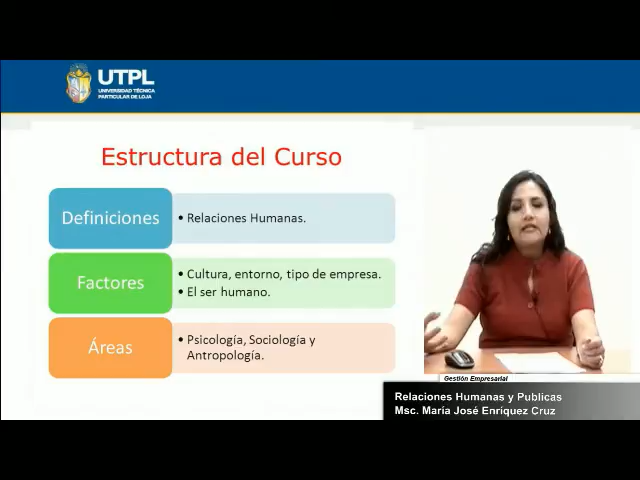 UTPL
UNIVERSIDAD TÉCNICA
PARTICULAR DE LOJA
Estructura del Curso
Definiciones
• Relaciones Humanas.
Factores
• Cultura, entorno, tipo de empresa.
• El ser humano.
Áreas
• Psicología, Sociología y
Antropología.
Gestión Empresarial
Relaciones Humanas y Publicas
Msc. María José Enríquez Cruz